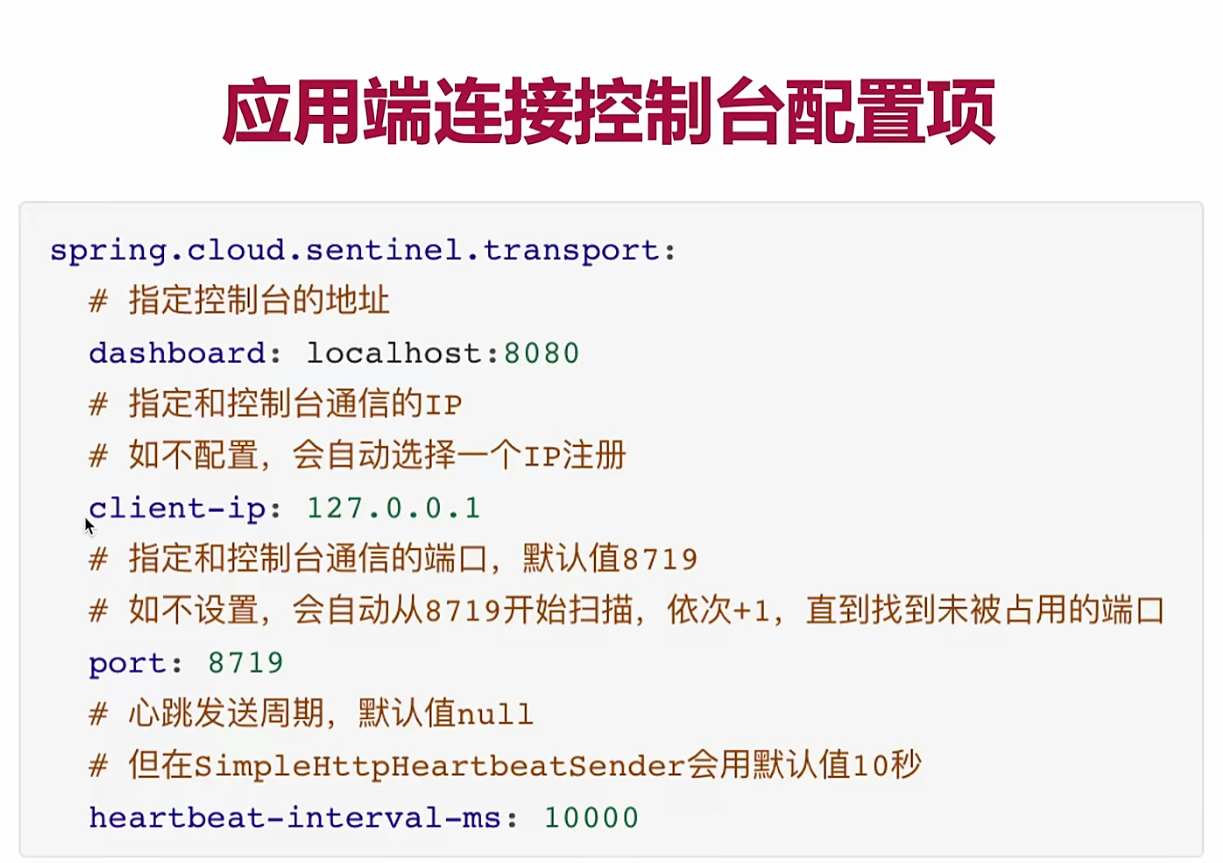 应用端连接控制台配置项
spring.cloud.sentinel.transport:
# 指定控制台的地址
dashboard: localhost:8080
# 指定和控制台通信的IP
# 如不配置，会自动选择一个IP注册
client-ip: 127.0.0.1
# 指定和控制台通信的端口，默认值8719
# 如不设置，会自动从8719开始扫描，依次+1，直到找到未被占用的端口
port: 8719
# 心跳发送周期，默认值null
# 但在SimpleHttpHeartbeatSender会用默认值10秒
heartbeat-interval-ms: 10000